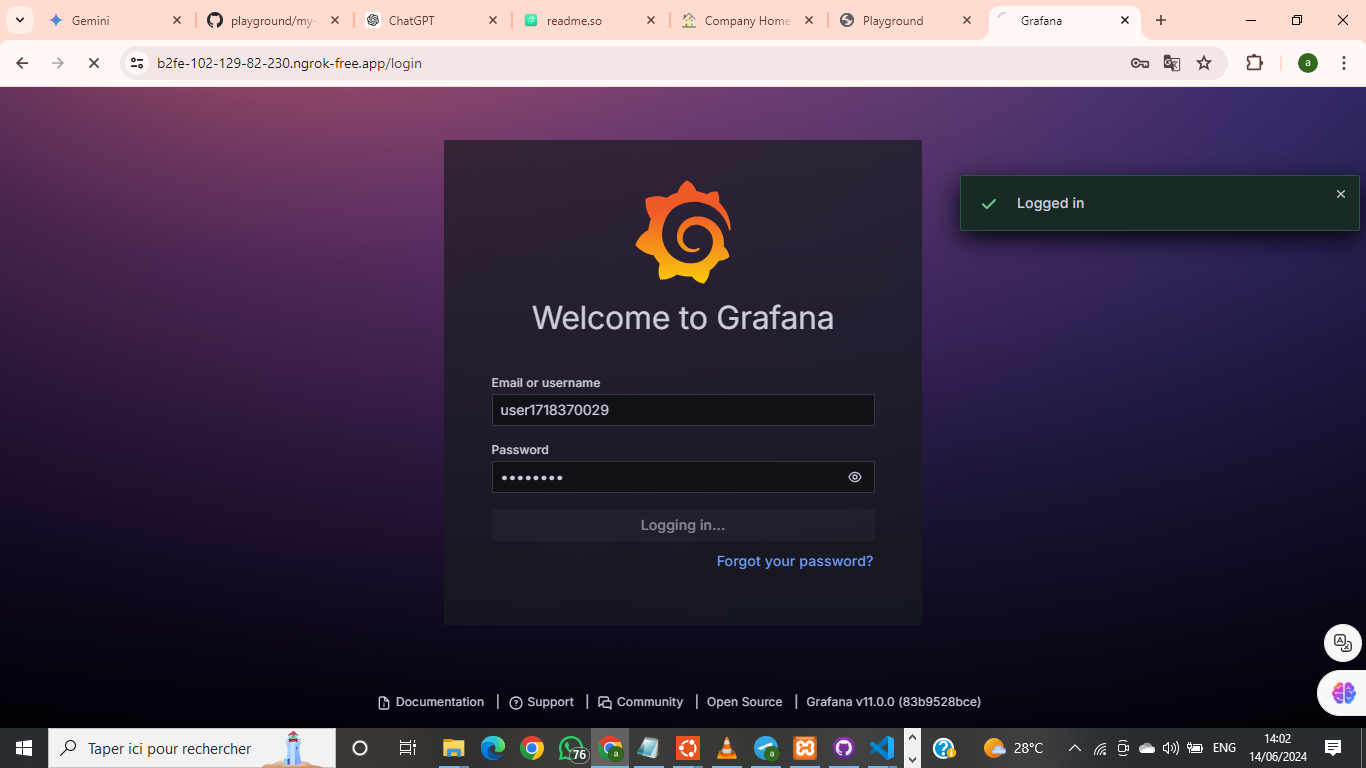 Gemini
playground/my-
ChatGPT
readme.so
Company Home
Playground
Grafana
b2fe-102-129-82-230.ngrok-free.app/login
a
Logged in
Welcome to Grafana
Email or username
user1718370029
Password
Logging in...
Forgot your password?
Documentation | Support | Community | Open Source | Grafana v11.0.0 (83b9528bce)
Taper ici pour rechercher
76
a
a
28°C
ENG
14:02
14/06/2024